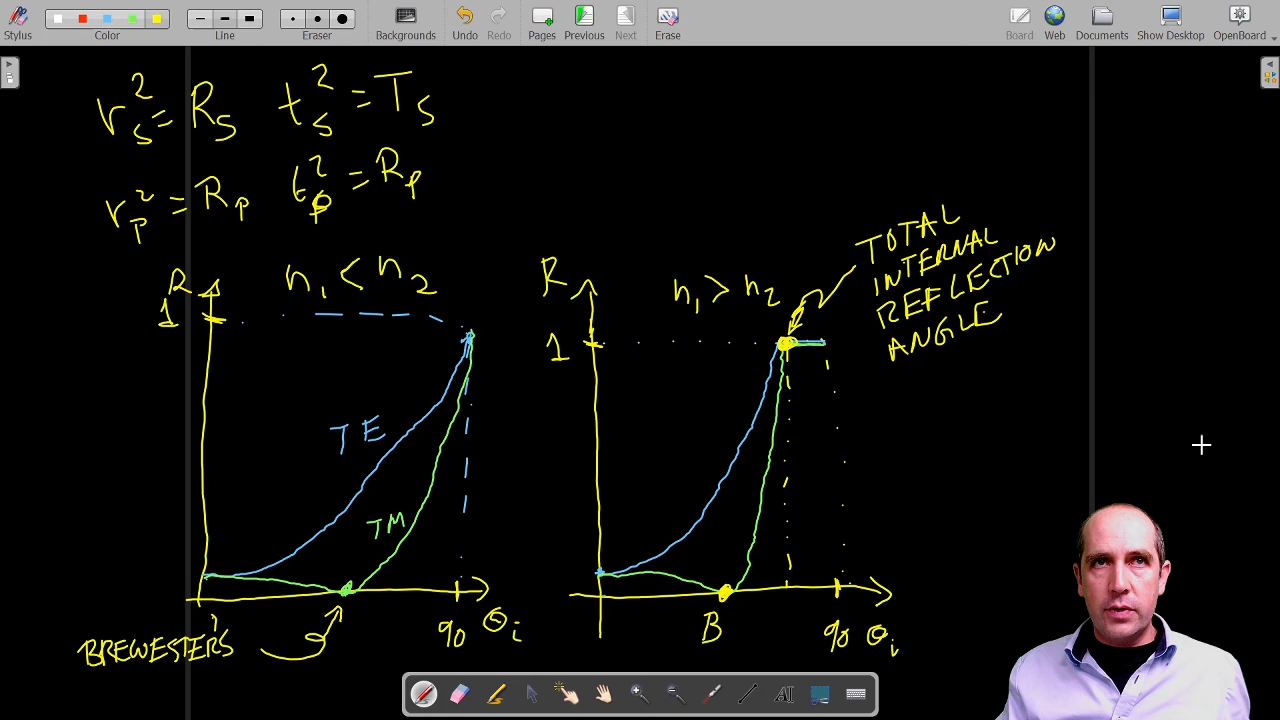 Stylus
Color
Line
Eraser
Backgrounds
Undo
Redo
Pages
Previous
Next
Erase
Board
Web
Documents
Show Desktop
OpenBoard
r_s^2 = R_s t_s^2 = T_s
r_p^2 = R_p t_p^2 = R_p
R
1
n_1 < n_2
TE
TM
90
θ_i
BREWESTER'S
R
1
n_1 > n_2
TOTAL
INTERNAL
REFLECTION
ANGLE
B
90
θ_i
AI